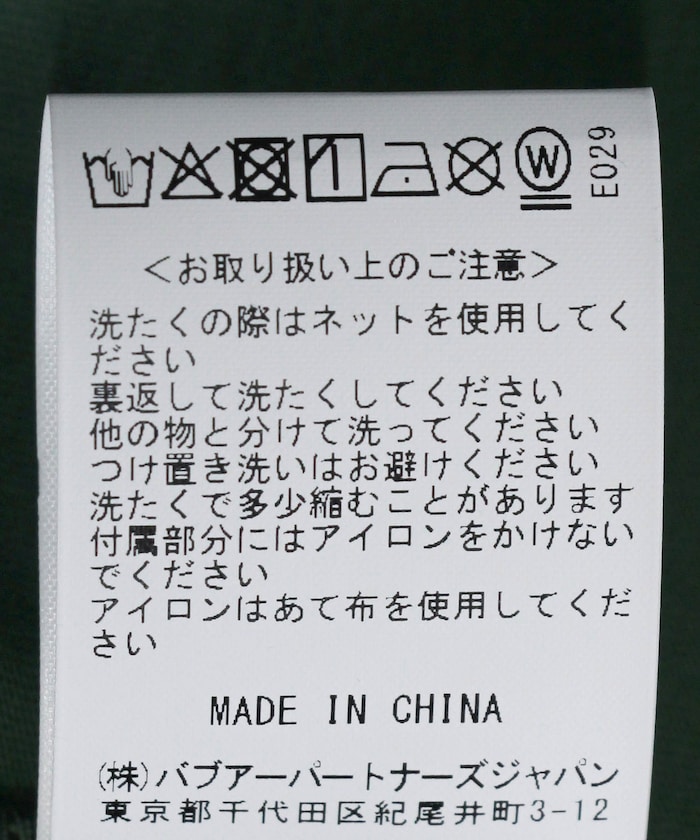 W
E029
<お取り扱い上のご注意>
洗たくの際はネットを使用してく
ださい
裏返して洗たくしてください
他の物と分けて洗ってください
つけ置き洗いはお避けください
洗たくで多少縮むことがあります
付属部分にはアイロンをかけない
でください
アイロンはあて布を使用してくだ
さい
MADE IN CHINA
(株)バブアーパートナーズジャパン
東京都千代田区紀尾井町3-12